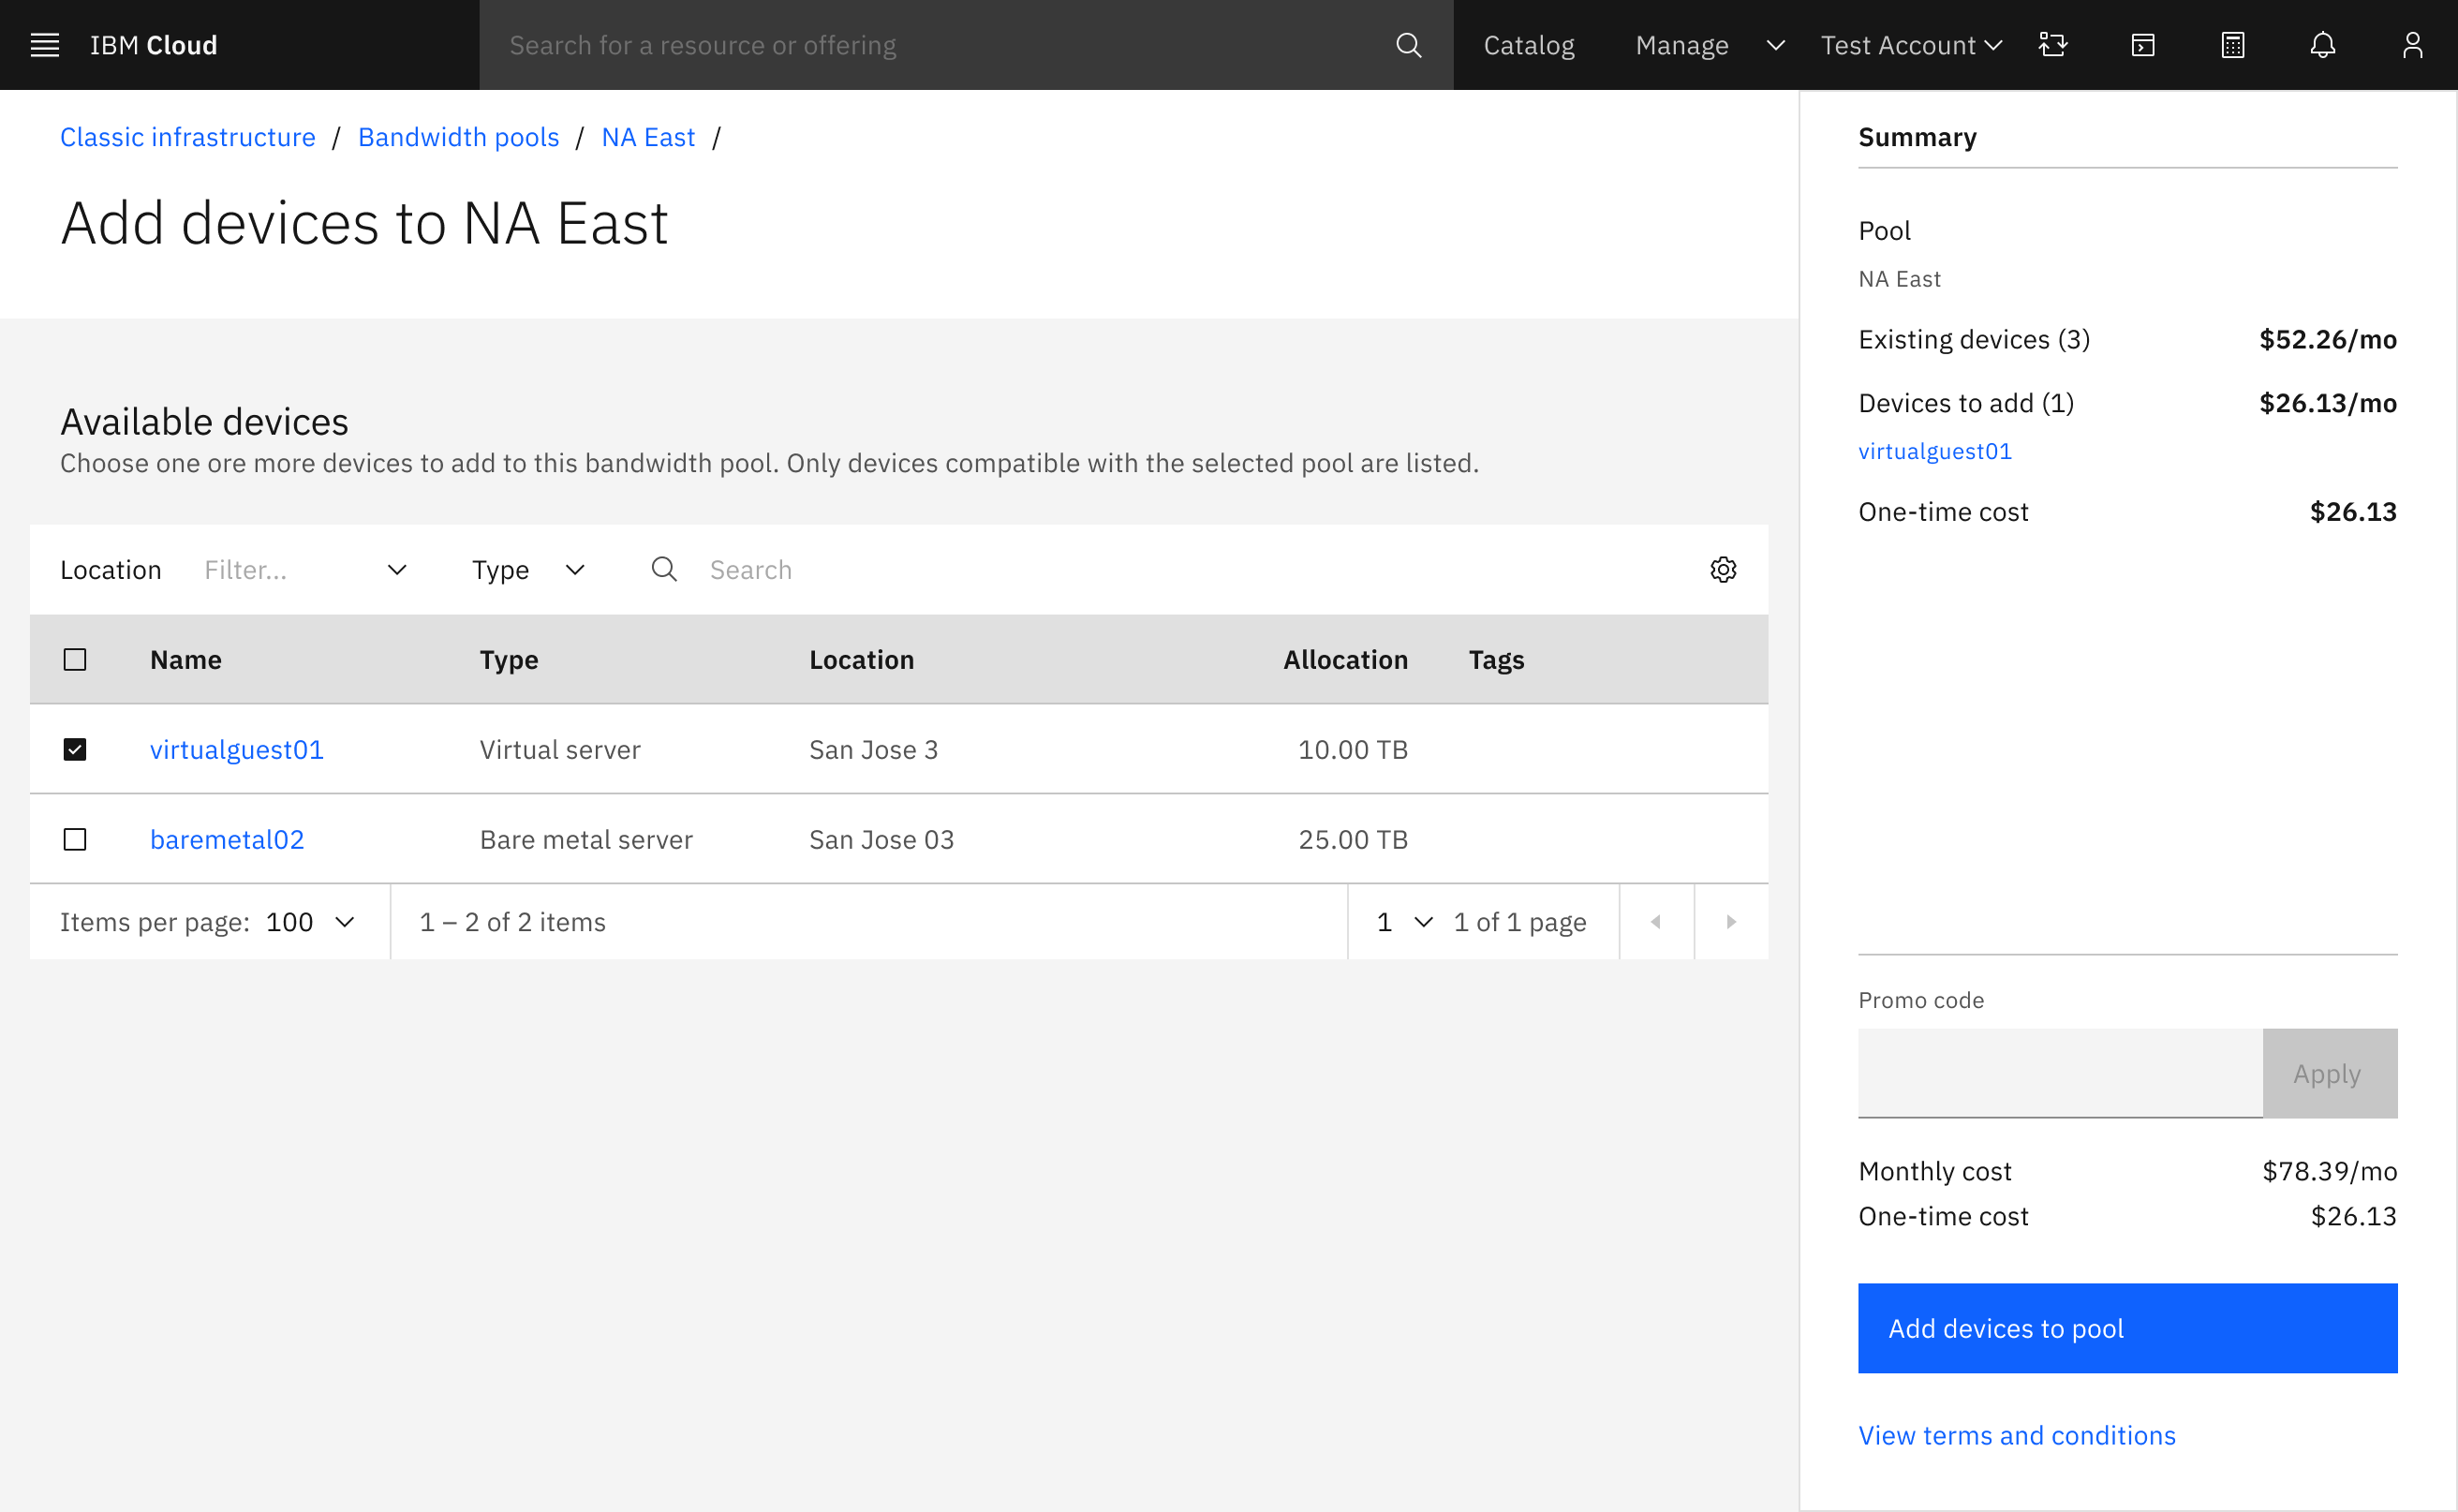 IBM Cloud
Search for a resource or offering
Catalog
Manage
Test Account
Classic infrastructure / Bandwidth pools / NA East /
Add devices to NA East
Available devices
Choose one ore more devices to add to this bandwidth pool. Only devices compatible with the selected pool are listed.
Location Filter... Type Search
Name Type Location Allocation Tags
virtualguest01 Virtual server San Jose 3 10.00 TB
baremetal02 Bare metal server San Jose 03 25.00 TB
Items per page: 100 1 – 2 of 2 items 1 1 of 1 page
Summary
Pool
NA East
Existing devices (3) $52.26/mo
Devices to add (1) $26.13/mo
virtualguest01
One-time cost $26.13
Promo code
Apply
Monthly cost $78.39/mo
One-time cost $26.13
Add devices to pool
View terms and conditions